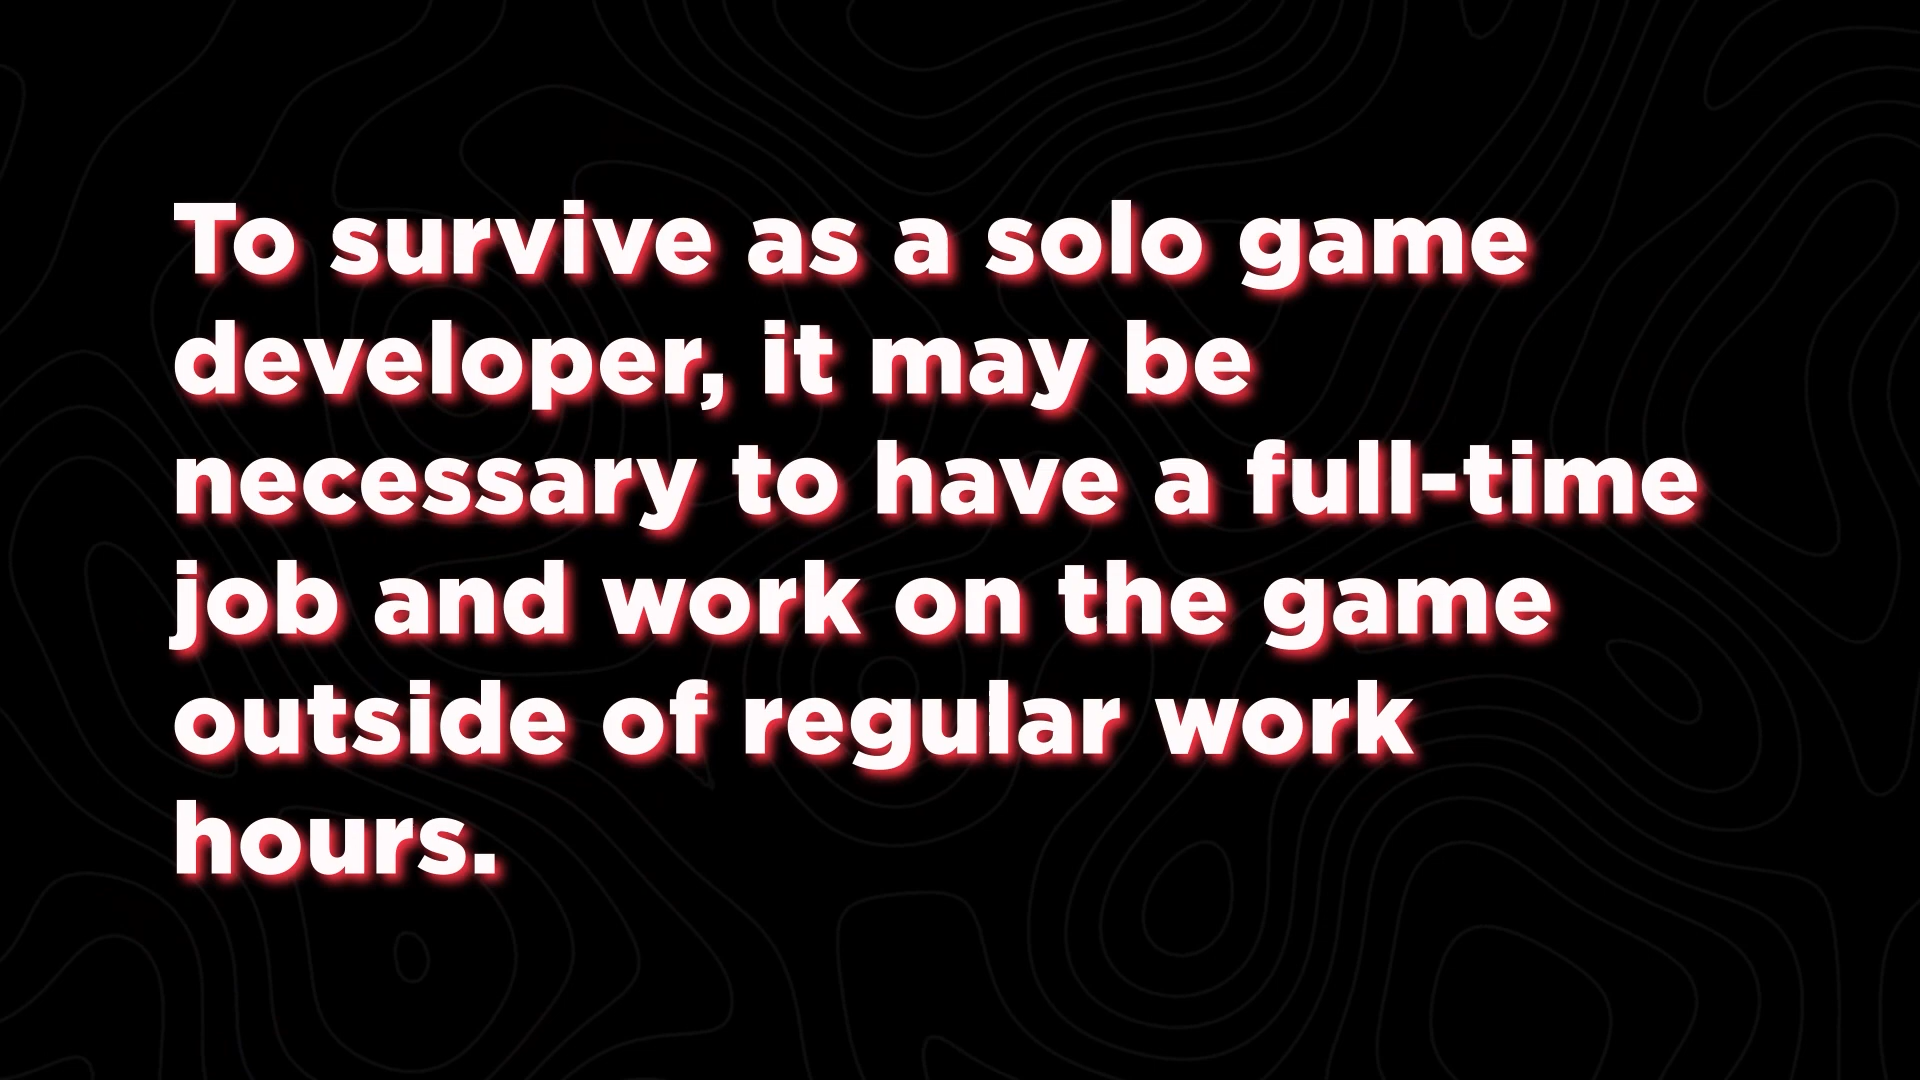 To survive as a solo game
developer, it may be
necessary to have a full-time
job and work on the game
outside of regular work
hours.